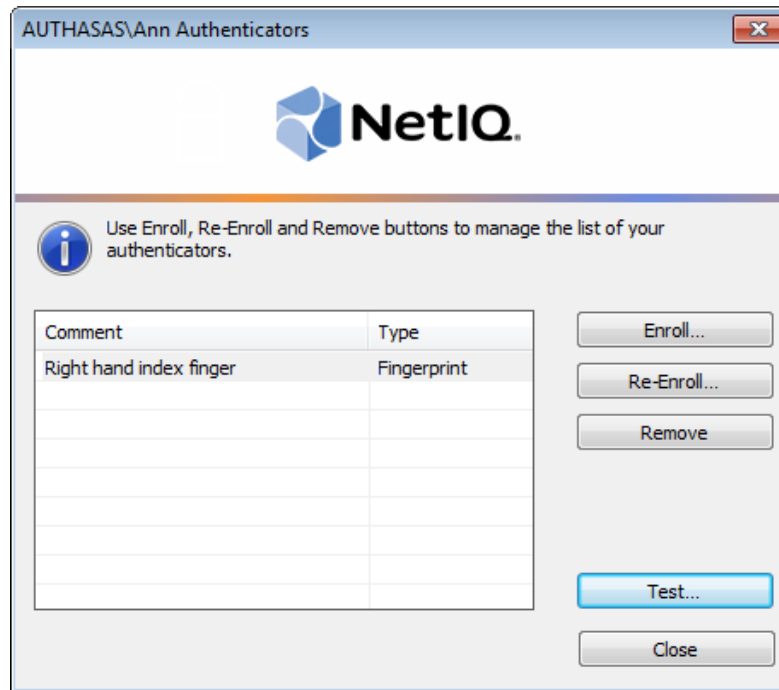 AUTHASAS\Ann Authenticators
NetIQ.
Use Enroll, Re-Enroll and Remove buttons to manage the list of your
authenticators.
Comment Type
Right hand index finger Fingerprint
Enroll...
Re-Enroll...
Remove
Test...
Close